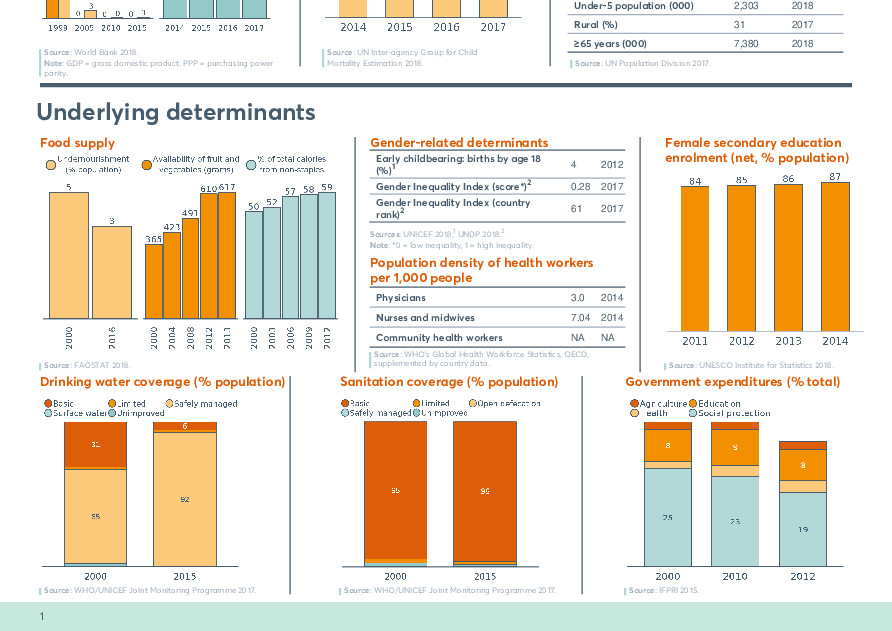 0 3 0 0 0 1
1999 2005 2010 2015
2014 2015 2016 2017
Source: World Bank 2018.
Note: GDP = gross domestic product. PPP = purchasing power
parity.
2014 2015 2016 2017
Source: UN Inter-agency Group for Child
Mortality Estimation 2018.
Under-5 population (000) 2,303 2018
Rural (%) 31 2017
≥65 years (000) 7,380 2018
Source: UN Population Division 2017.
Underlying determinants
Food supply
Undernourishment
(% population)
Availability of fruit and
vegetables (grams)
% of total calories
from non-staples
5 3
365 423 491 610 617
50 52 57 58 59
2000 2016
2000 2004 2008 2012
2000 2003 2006 2009 2012
Source: FAOSTAT 2018.
Gender-related determinants
Early childbearing: births by age 18
(%)1 4 2012
Gender Inequality Index (score*)2 0.28 2017
Gender Inequality Index (country
rank)2 61 2017
Sources: UNICEF 2018,1 UNDP 2018.2
Note: *0 = low inequality, 1 = high inequality.
Population density of health workers
per 1,000 people
Physicians 3.0 2014
Nurses and midwives 7.04 2014
Community health workers NA NA
Source: WHO's Global Health Workforce Statistics, OECD,
supplemented by country data.
Female secondary education
enrolment (net, % population)
84 85 86 87
2011 2012 2013 2014
Source: UNESCO Institute for Statistics 2018.
Drinking water coverage (% population)
Basic Limited Safely managed
Surface water Unimproved
31 6
65 92
2000 2015
Source: WHO/UNICEF Joint Monitoring Programme 2017.
Sanitation coverage (% population)
Basic Limited Open defecation
Safely managed Unimproved
2000 2015
Source: WHO/UNICEF Joint Monitoring Programme 2017.
Government expenditures (% total)
Agriculture Education
Health Social protection
8 9 8
25 23 19
2000 2010 2012
Source: IFPRI 2015.
1